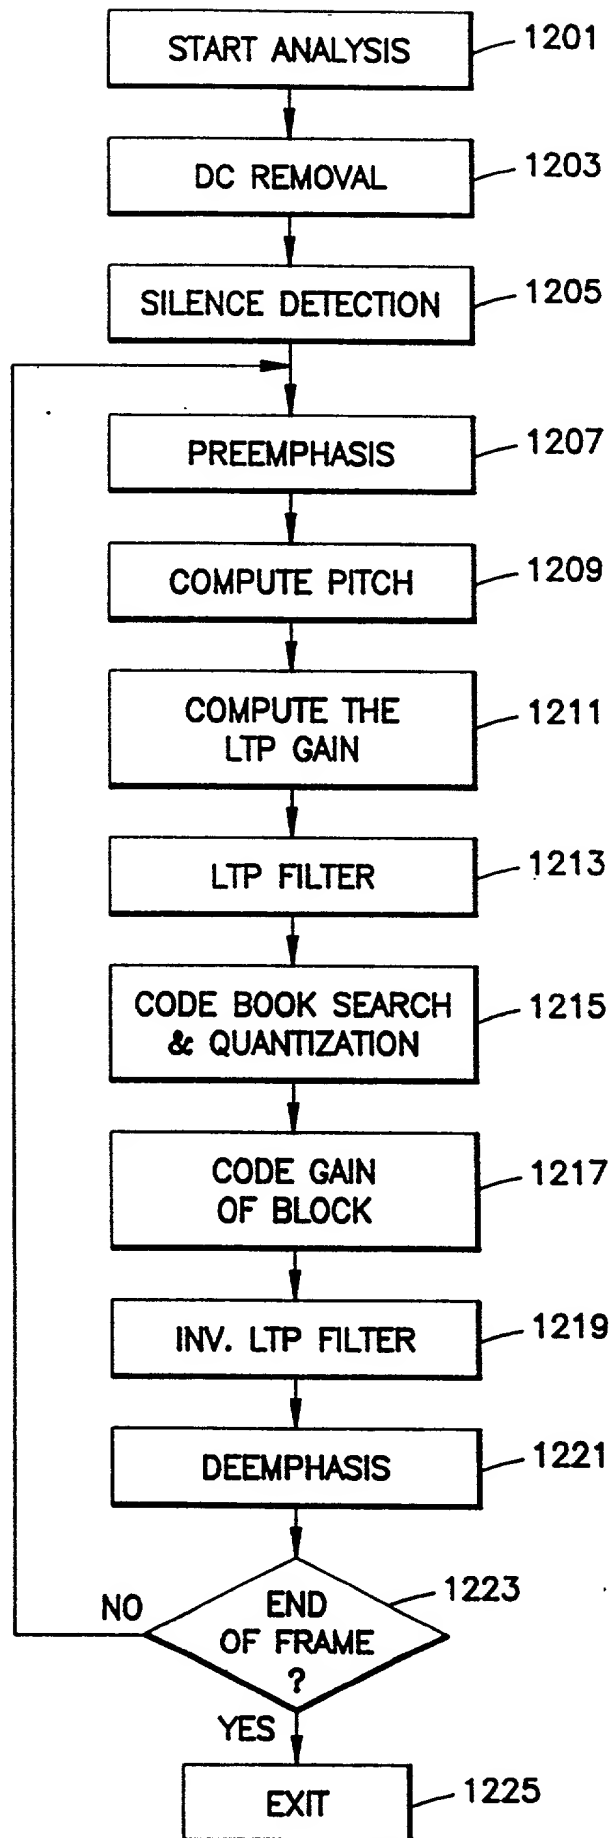 START ANALYSIS
1201
DC REMOVAL
1203
SILENCE DETECTION
1205
PREEMPHASIS
1207
COMPUTE PITCH
1209
COMPUTE THE
LTP GAIN
1211
LTP FILTER
1213
CODE BOOK SEARCH
& QUANTIZATION
1215
CODE GAIN
OF BLOCK
1217
INV. LTP FILTER
1219
DEEMPHASIS
1221
END
OF FRAME
?
1223
NO
YES
EXIT
1225